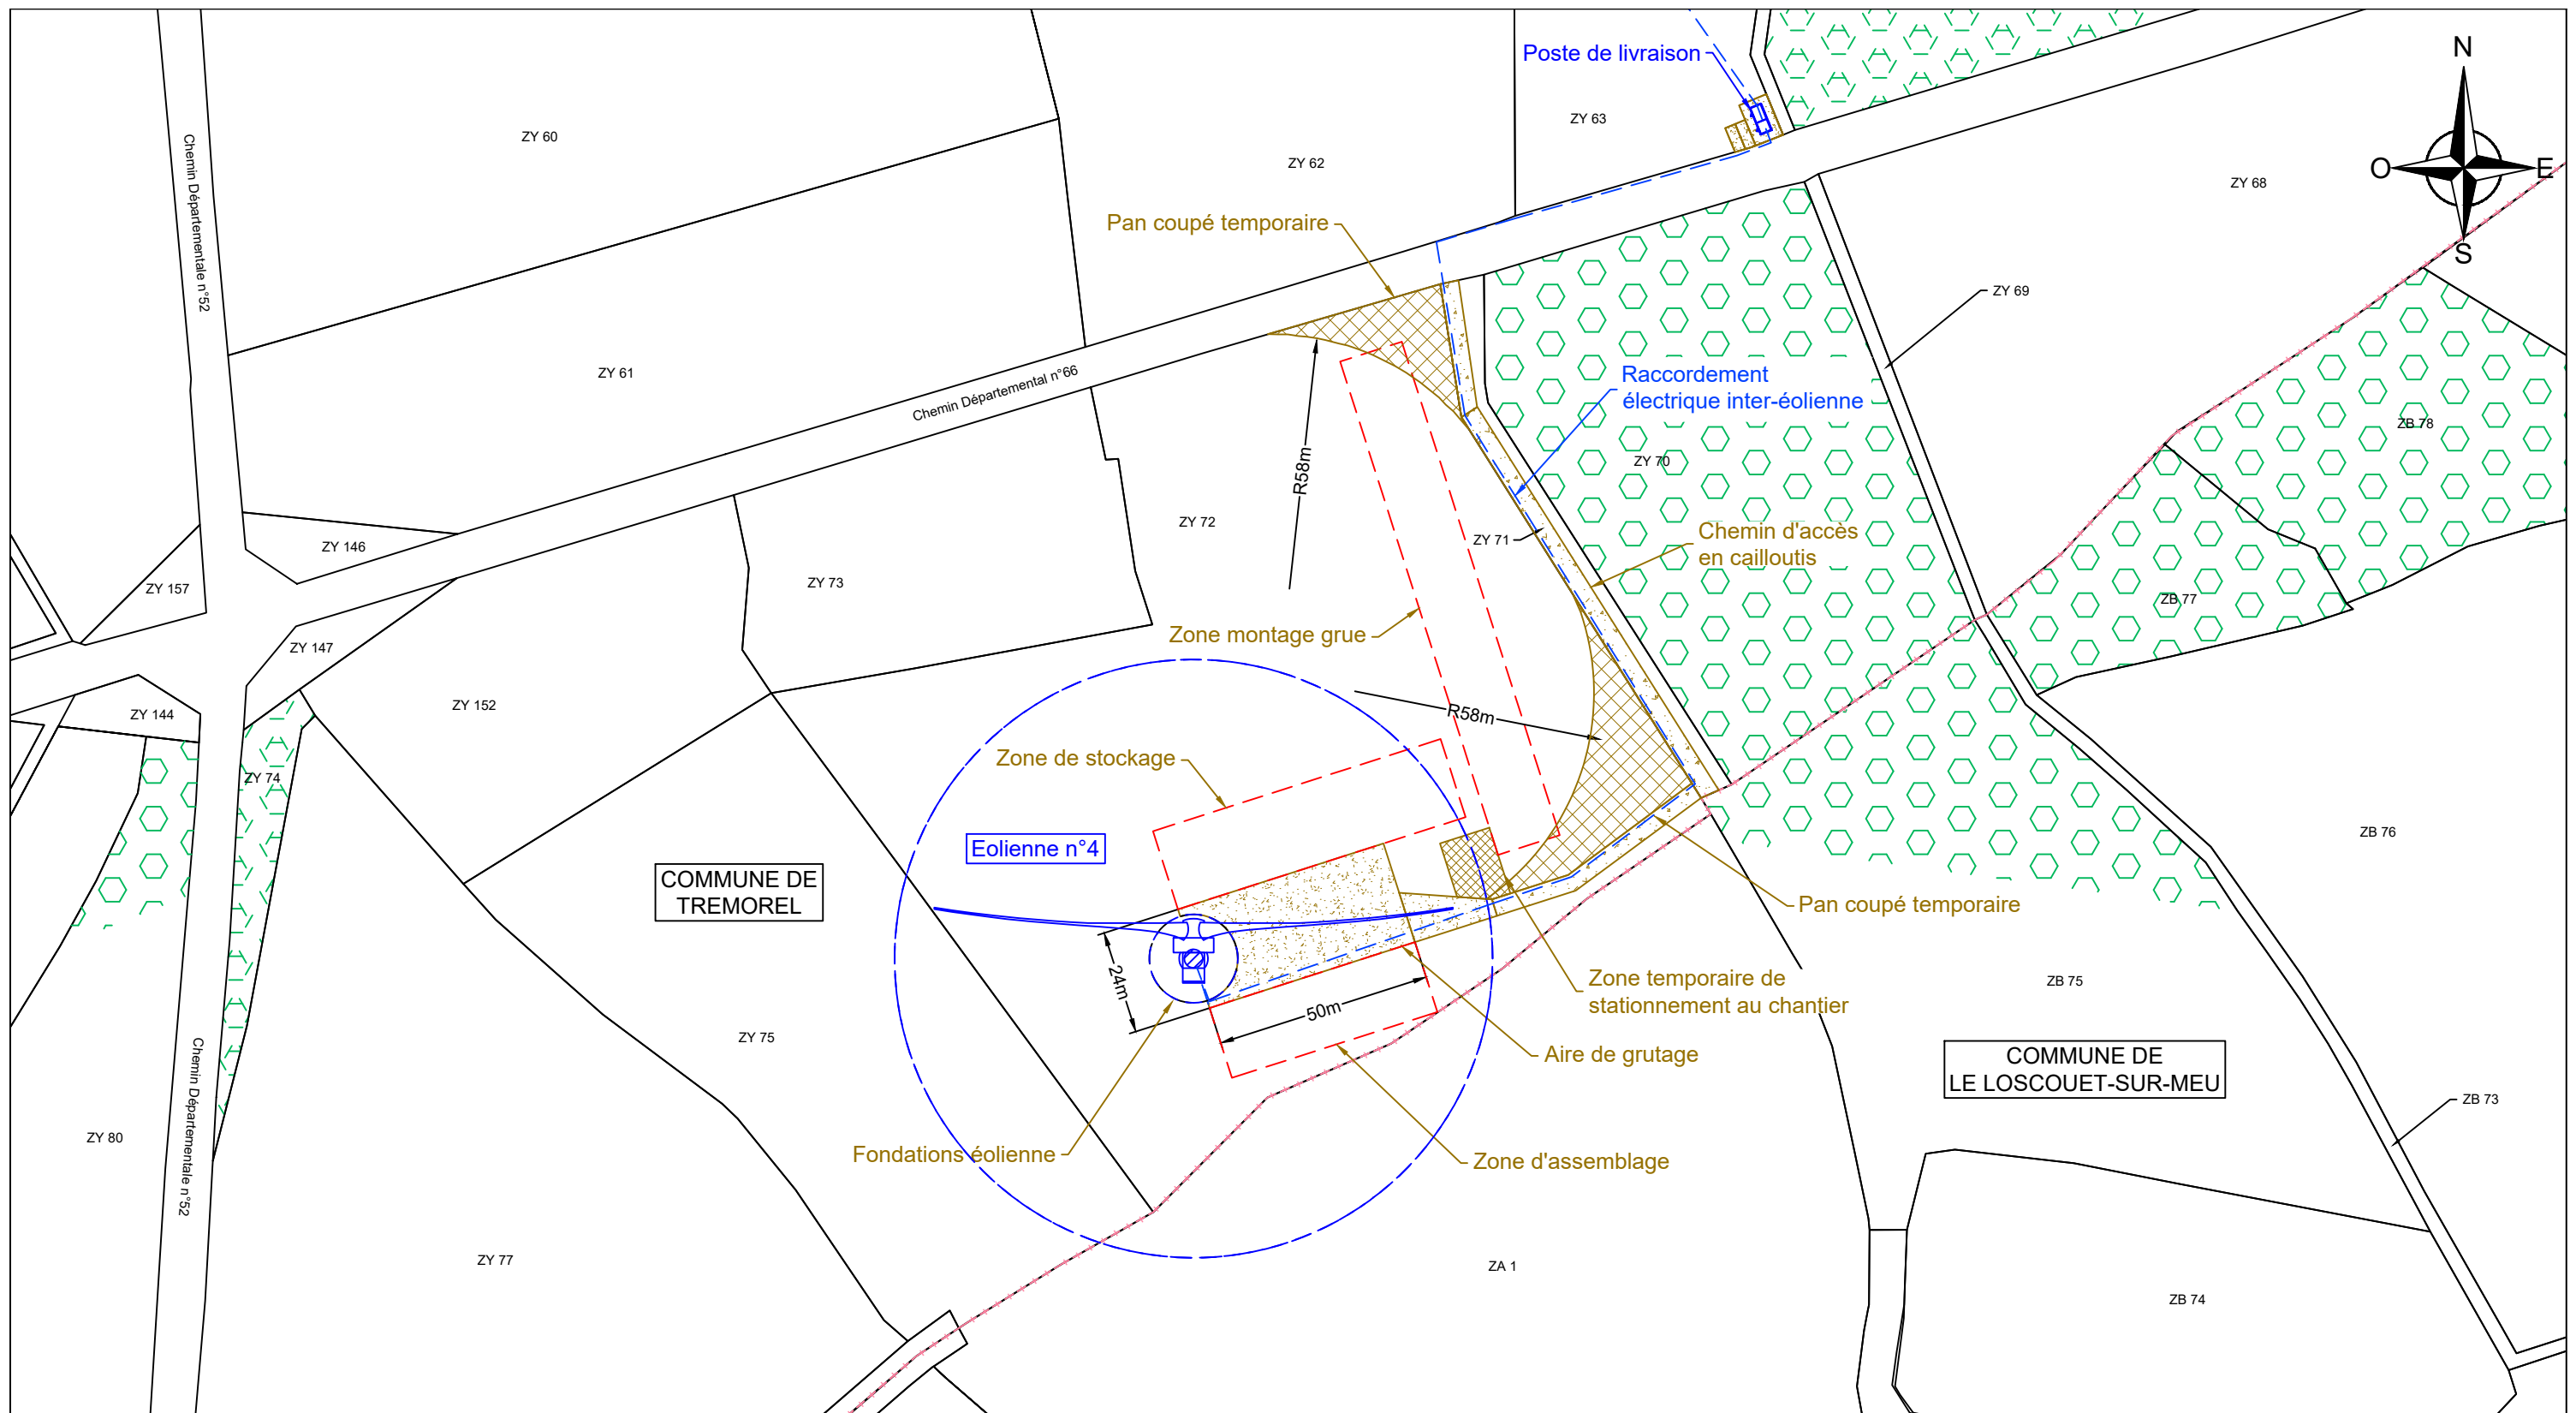 Poste de livraison
N
O
E
S
ZY 60
ZY 63
ZY 62
ZY 68
Chemin Départementale n°52
Pan coupé temporaire
ZY 69
ZY 61
Chemin Départemental n°66
Raccordement
électrique inter-éolienne
ZB 78
R58m
ZY 70
ZY 72
ZY 71
Chemin d'accès
en cailloutis
ZY 146
ZY 157
ZY 73
ZB 77
ZY 147
Zone montage grue
ZY 152
ZY 144
R58m
Zone de stockage
ZY 74
Eolienne n°4
ZB 76
COMMUNE DE
TREMOREL
Pan coupé temporaire
24m
50m
Zone temporaire de
stationnement au chantier
ZB 75
ZY 75
Aire de grutage
COMMUNE DE
LE LOSCOUET-SUR-MEU
ZB 73
Chemin Départementale n°52
ZY 80
Fondations éolienne
Zone d'assemblage
ZY 77
ZA 1
ZB 74